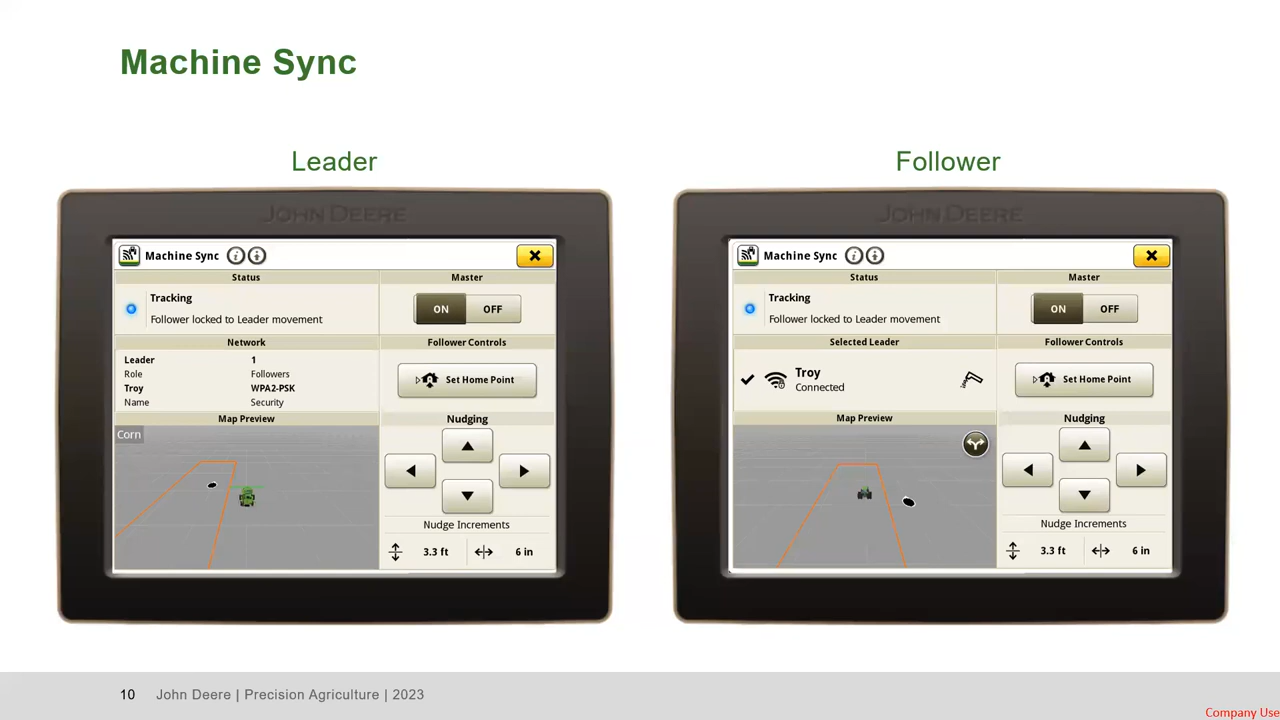 Machine Sync
Leader
JOHN DEERE
Machine Sync
Status
Tracking
Follower locked to Leader movement
Master
ON OFF
Network
Leader 1
Role Followers
Troy WPA2-PSK
Name Security
Follower Controls
Set Home Point
Map Preview
Corn
Nudging
Nudge Increments
3.3 ft 6 in
Follower
JOHN DEERE
Machine Sync
Status
Tracking
Follower locked to Leader movement
Master
ON OFF
Selected Leader
Troy
Connected
Follower Controls
Set Home Point
Map Preview
Nudging
Nudge Increments
3.3 ft 6 in
10 John Deere | Precision Agriculture | 2023
Company Use